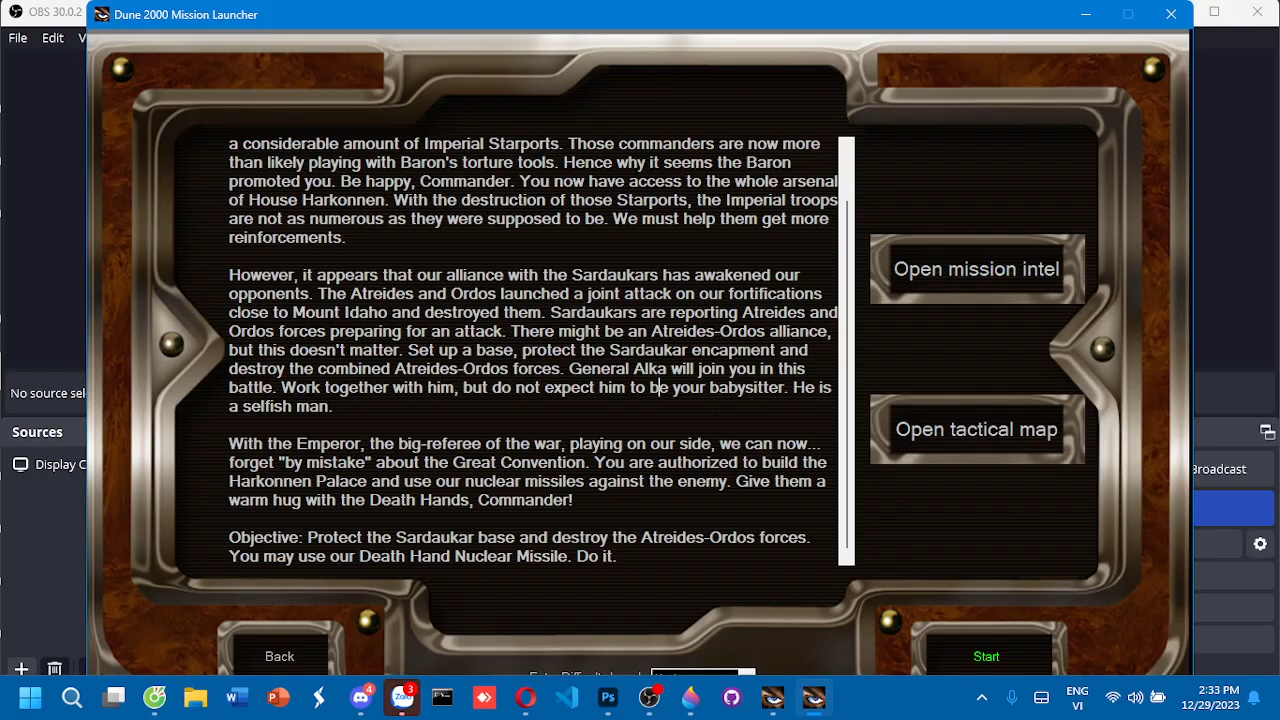 OBS 30.0.2
Dune 2000 Mission Launcher
File Edit
a considerable amount of Imperial Starports. Those commanders are now more
than likely playing with Baron's torture tools. Hence why it seems the Baron
promoted you. Be happy, Commander. You now have access to the whole arsenal
of House Harkonnen. With the destruction of those Starports, the Imperial troops
are not as numerous as they were supposed to be. We must help them get more
reinforcements.
However, it appears that our alliance with the Sardaukars has awakened our
opponents. The Atreides and Ordos launched a joint attack on our fortifications
close to Mount Idaho and destroyed them. Sardaukars are reporting Atreides and
Ordos forces preparing for an attack. There might be an Atreides-Ordos alliance,
but this doesn't matter. Set up a base, protect the Sardaukar encapment and
destroy the combined Atreides-Ordos forces. General Alka will join you in this
battle. Work together with him, but do not expect him to be your babysitter. He is
a selfish man.
With the Emperor, the big-referee of the war, playing on our side, we can now...
forget "by mistake" about the Great Convention. You are authorized to build the
Harkonnen Palace and use our nuclear missiles against the enemy. Give them a
warm hug with the Death Hands, Commander!
Objective: Protect the Sardaukar base and destroy the Atreides-Ordos forces.
You may use our Death Hand Nuclear Missile. Do it.
Open mission intel
Open tactical map
No source sel
Sources
Display C
Broadcast
Back
Start
Zalo
4
3
ENG
VI
2:33 PM
12/29/2023